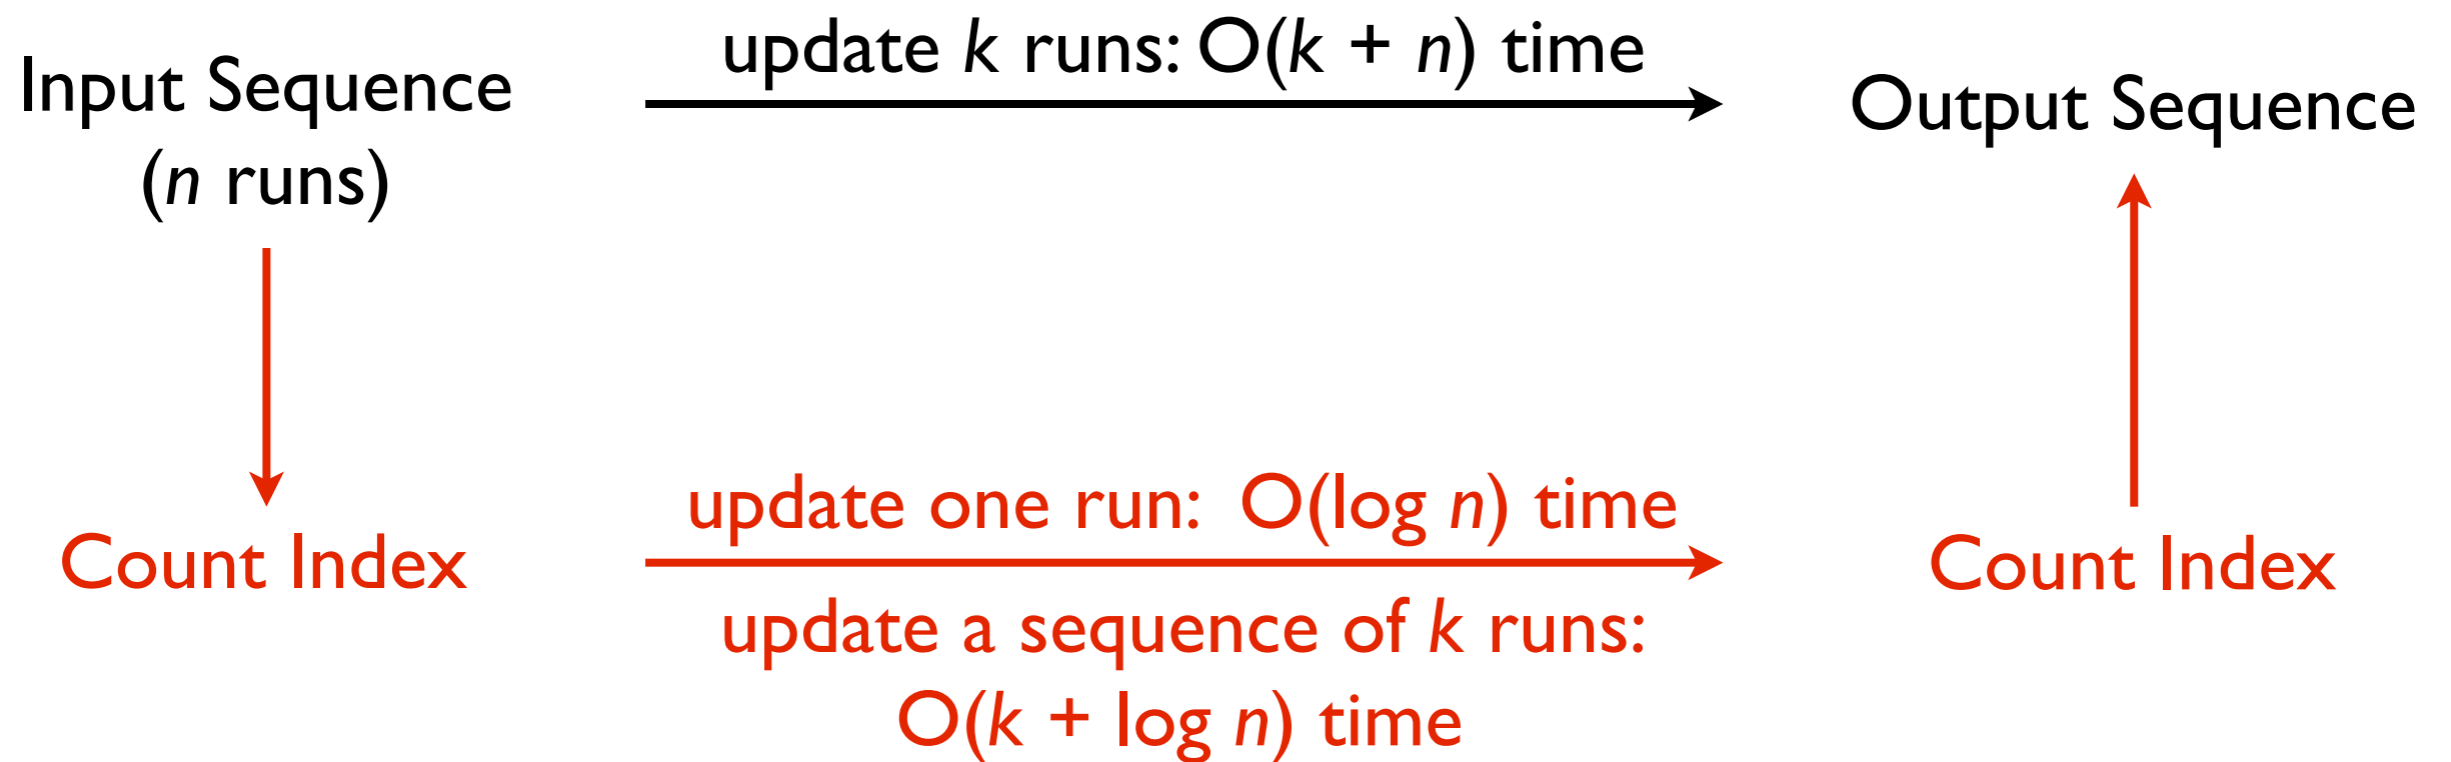 Input Sequence
(n runs)
update k runs: O(k + n) time
Output Sequence
Count Index
update one run: O(log n) time
update a sequence of k runs:
O(k + log n) time
Count Index